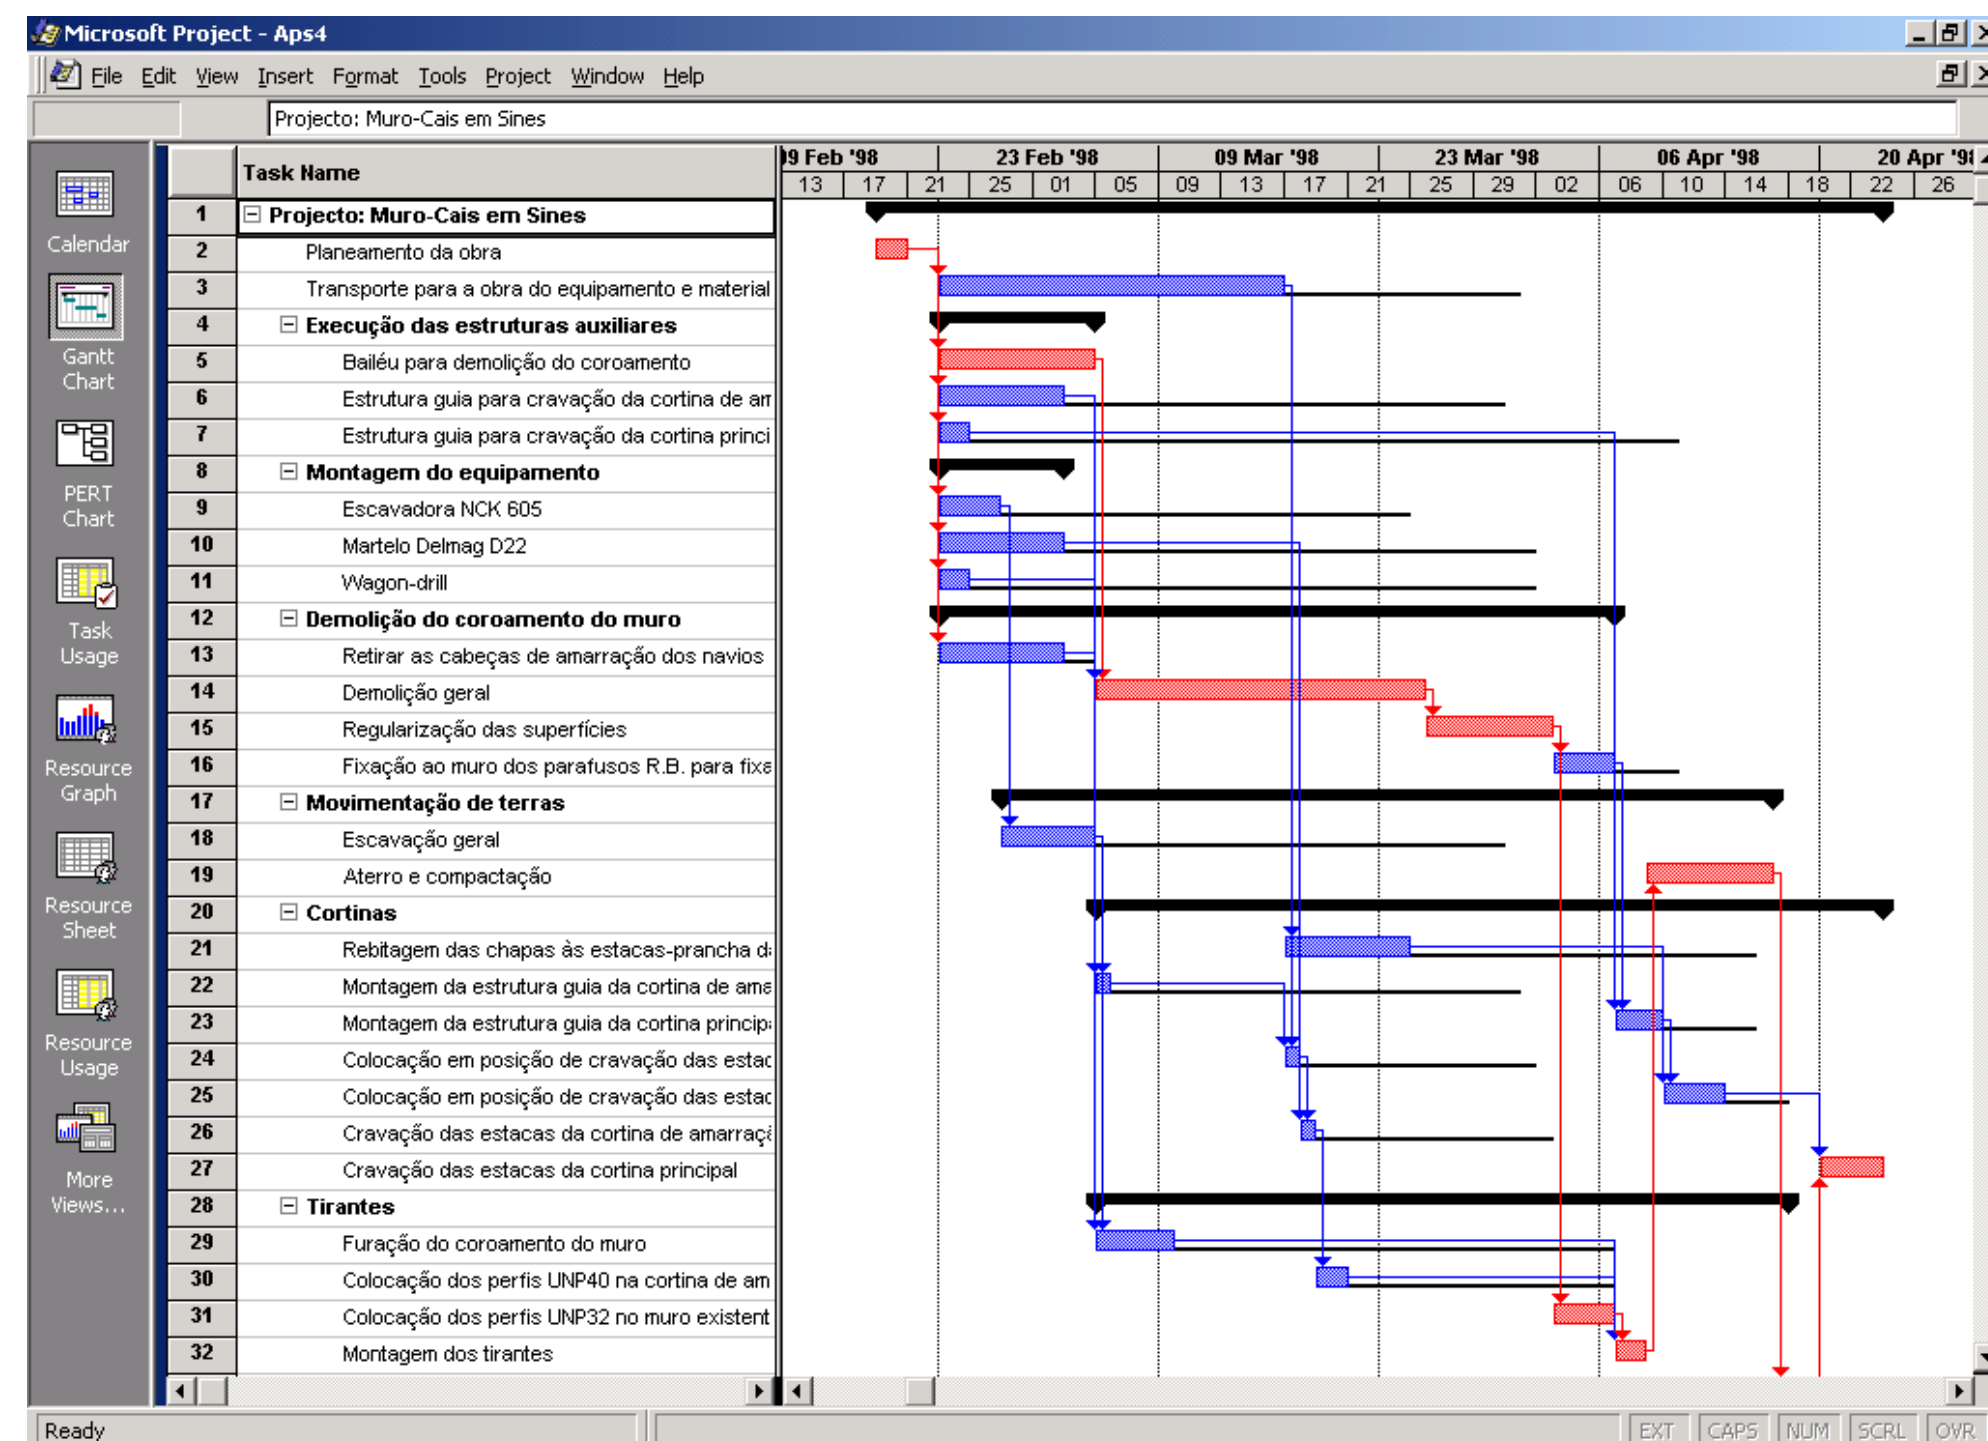 Microsoft Project - Aps4
File Edit View Insert Format Tools Project Window Help
Projecto: Muro-Cais em Sines
Task Name
9 Feb '98 23 Feb '98 09 Mar '98 23 Mar '98 06 Apr '98 20 Apr '98
13 17 21 25 01 05 09 13 17 21 25 29 02 06 10 14 18 22 26
1 Projecto: Muro-Cais em Sines
2 Planeamento da obra
3 Transporte para a obra do equipamento e material
4 Execução das estruturas auxiliares
5 Bailéu para demolição do coroamento
6 Estrutura guia para cravação da cortina de am
7 Estrutura guia para cravação da cortina princi
8 Montagem do equipamento
9 Escavadora NCK 605
10 Martelo Delmag D22
11 Wagon-drill
12 Demolição do coroamento do muro
13 Retirar as cabeças de amarração dos navios
14 Demolição geral
15 Regularização das superfícies
16 Fixação ao muro dos parafusos R.B. para fixa
17 Movimentação de terras
18 Escavação geral
19 Aterro e compactação
20 Cortinas
21 Rebitagem das chapas às estacas-prancha da
22 Montagem da estrutura guia da cortina de ama
23 Montagem da estrutura guia da cortina principa
24 Colocação em posição de cravação das estac
25 Colocação em posição de cravação das estac
26 Cravação das estacas da cortina de amarraçã
27 Cravação das estacas da cortina principal
28 Tirantes
29 Furação do coroamento do muro
30 Colocação dos perfis UNP40 na cortina de am
31 Colocação dos perfis UNP32 no muro existent
32 Montagem dos tirantes
Calendar
Gantt
Chart
PERT
Chart
Task
Usage
Resource
Graph
Resource
Sheet
Resource
Usage
More
Views...
Ready
EXT CAPS NUM SCRL OVR